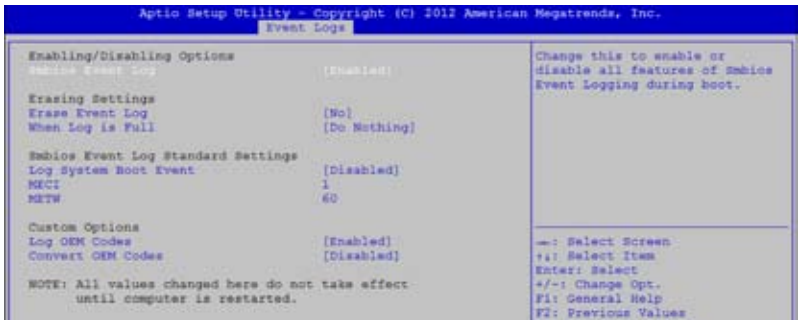 Aptio Setup Utility - Copyright (C) 2012 American Megatrends, Inc.
Event Logs
Enabling/Disabling Options
Smbios Event Log [Enabled]
Erasing Settings
Erase Event Log [No]
When Log is Full [Do Nothing]
Smbios Event Log Standard Settings
Log System Boot Event [Disabled]
MECI 1
METW 60
Custom Options
Log OEM Codes [Enabled]
Convert OEM Codes [Disabled]
NOTE: All values changed here do not take effect
until computer is restarted.
Change this to enable or
disable all features of Smbios
Event Logging during boot.
→←: Select Screen
↑↓: Select Item
Enter: Select
+/-: Change Opt.
F1: General Help
F2: Previous Values